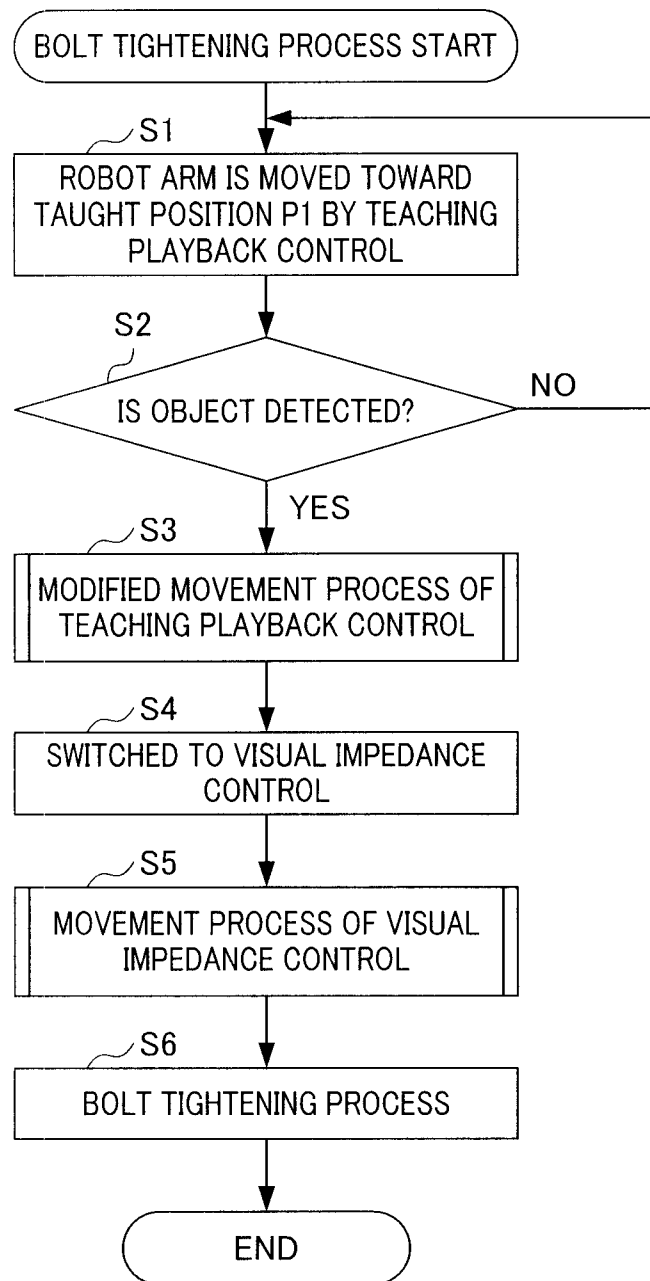 BOLT TIGHTENING PROCESS START
S1
ROBOT ARM IS MOVED TOWARD
TAUGHT POSITION P1 BY TEACHING
PLAYBACK CONTROL
S2
IS OBJECT DETECTED?
NO
YES
S3
MODIFIED MOVEMENT PROCESS OF
TEACHING PLAYBACK CONTROL
S4
SWITCHED TO VISUAL IMPEDANCE
CONTROL
S5
MOVEMENT PROCESS OF VISUAL
IMPEDANCE CONTROL
S6
BOLT TIGHTENING PROCESS
END